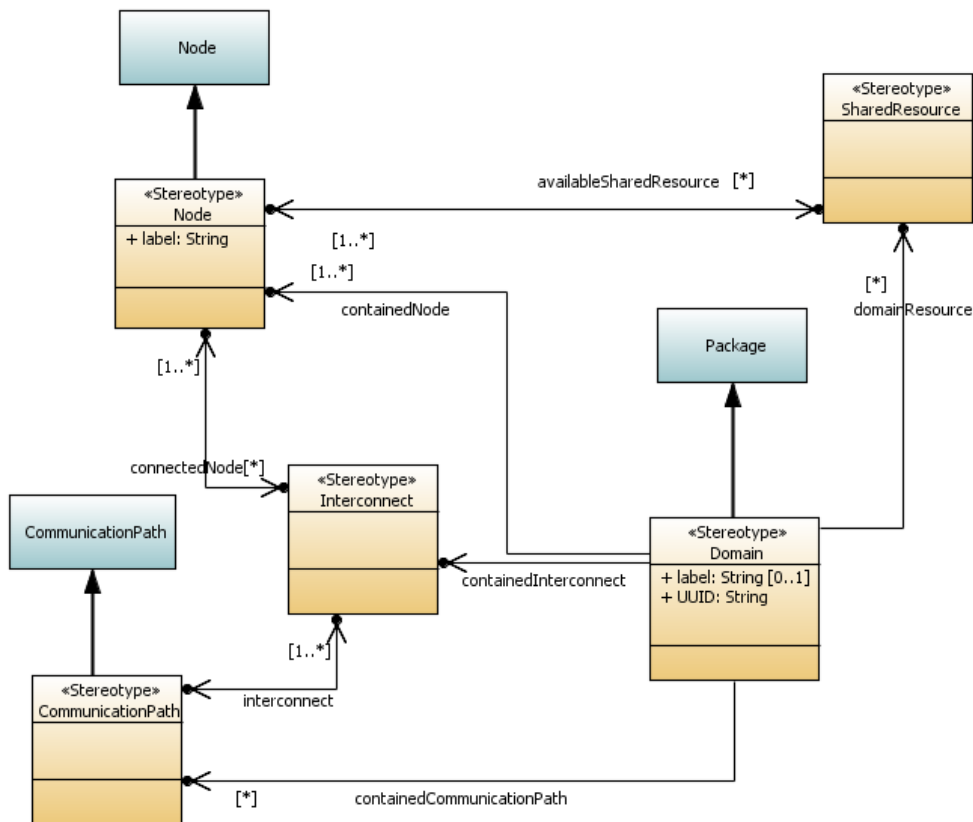 Node
«Stereotype»
SharedResource
«Stereotype»
Node
+ label: String
availableSharedResource [*]
[1..*]
[1..*]
containedNode
[*]
domainResource
Package
[1..*]
connectedNode[*]
«Stereotype»
Interconnect
CommunicationPath
«Stereotype»
Domain
+ label: String [0..1]
+ UUID: String
containedInterconnect
[1..*]
interconnect
«Stereotype»
CommunicationPath
[*]
containedCommunicationPath